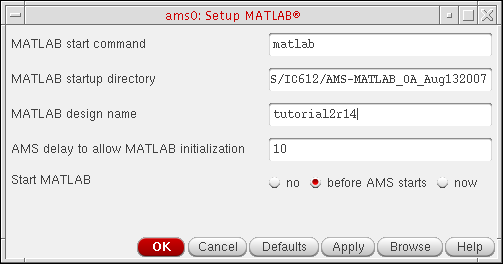 ams0: Setup MATLAB®
MATLAB start command matlab
MATLAB startup directory S/IC612/AMS-MATLAB_OA_Aug132007
MATLAB design name tutorial2r14
AMS delay to allow MATLAB initialization 10
Start MATLAB no before AMS starts now
OK Cancel Defaults Apply Browse Help